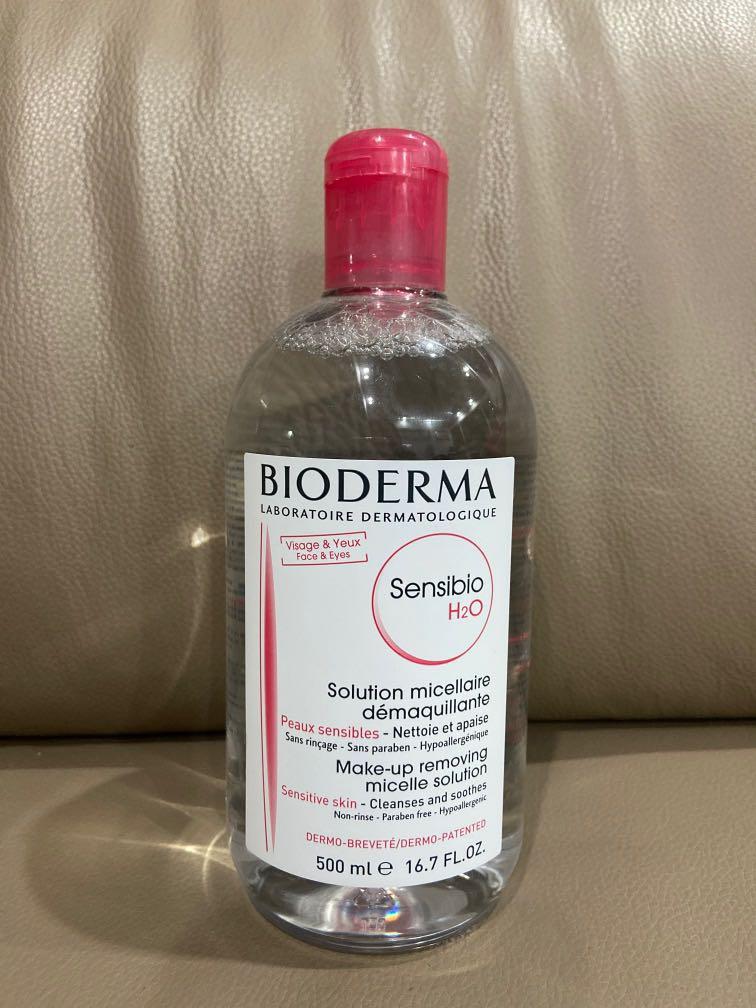 BIODERMA
LABORATOIRE DERMATOLOGIQUE
Visage & Yeux
Face & Eyes
Sensibio
H2O
Solution micellaire
démaquillante
Peaux sensibles - Nettoie et apaise
Sans rinçage - Sans paraben - Hypoallergénique
Make-up removing
micelle solution
Sensitive skin - Cleanses and soothes
Non-rinse - Paraben free - Hypoallergenic
DERMO-BREVETÉ/DERMO-PATENTED
500 ml ℮ 16.7 FL.OZ.